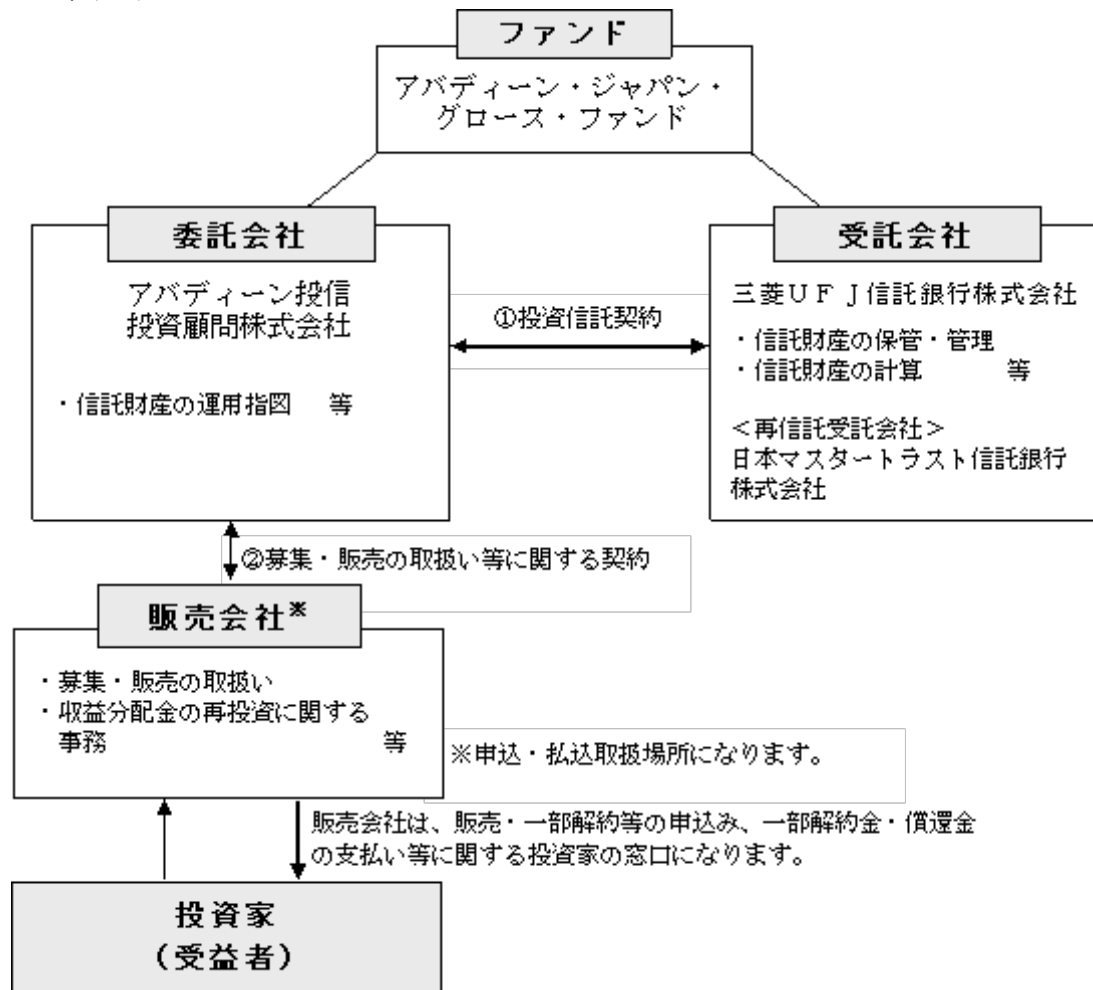 ファンド
アバディーン・ジャパン・
グロース・ファンド
委託会社
アバディーン投信
投資顧問株式会社
・信託財産の運用指図 等
①投資信託契約
受託会社
三菱UFJ信託銀行株式会社
・信託財産の保管・管理
・信託財産の計算 等
<再信託受託会社>
日本マスタートラスト信託銀行
株式会社
②募集・販売の取扱い等に関する契約
販売会社※
・募集・販売の取扱い
・収益分配金の再投資に関する
事務 等
※申込・払込取扱場所になります。
販売会社は、販売・一部解約等の申込み、一部解約金・償還金
の支払い等に関する投資家の窓口になります。
投資家
(受益者)